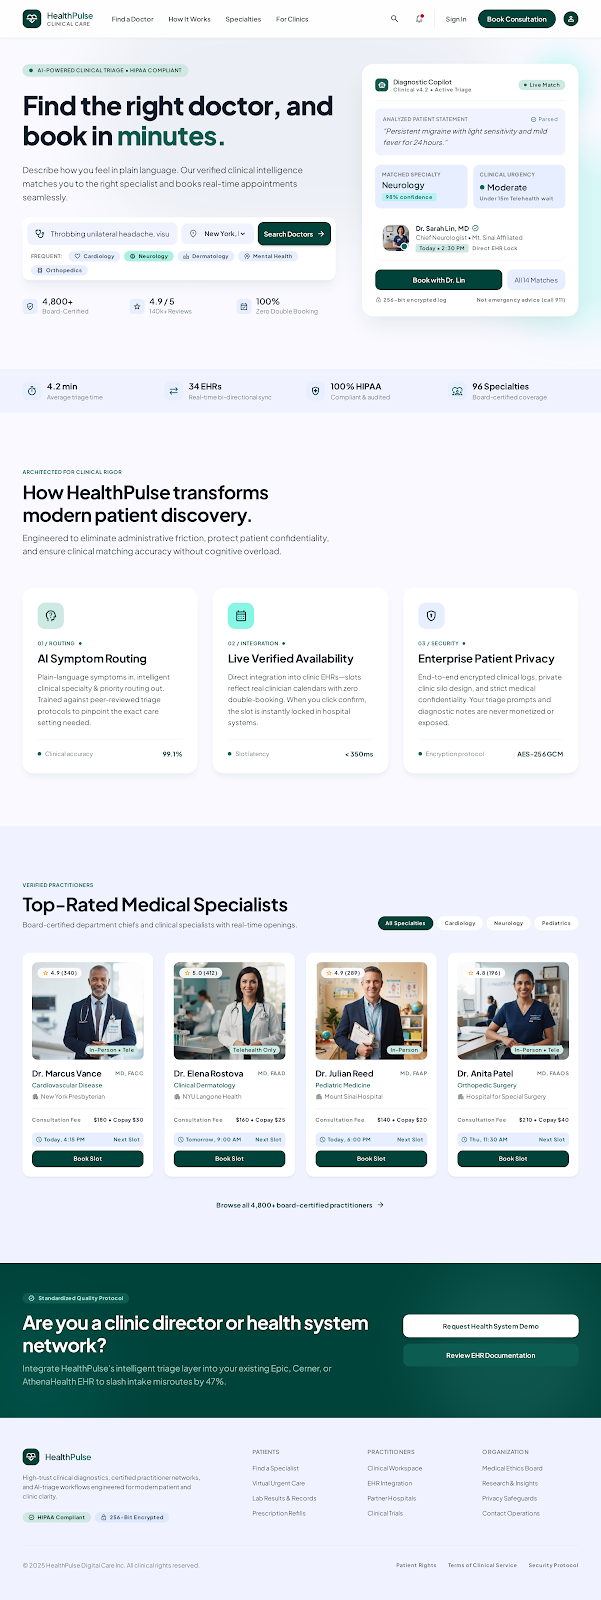 HealthPulse
CLINICAL CARE
Find a Doctor
How It Works
Specialties
For Clinics
Sign In
Book Consultation
AI-POWERED CLINICAL TRIAGE • HIPAA COMPLIANT
Find the right doctor, and
book in minutes.
Describe how you feel in plain language. Our verified clinical intelligence
matches you to the right specialist and books real-time appointments
seamlessly.
Throbbing unilateral headache, visu
New York,
Search Doctors
FREQUENT:
Cardiology
Neurology
Dermatology
Mental Health
Orthopedics
4,800+
Board-Certified
4.9 / 5
140k+ Reviews
100%
Zero Double Booking
Diagnostic Copilot
Clinical v4.2 • Active Triage
Live Match
ANALYZED PATIENT STATEMENT
Parsed
"Persistent migraine with light sensitivity and mild
fever for 24 hours."
MATCHED SPECIALTY
Neurology
98% confidence
CLINICAL URGENCY
Moderate
Under 15m Telehealth wait
Dr. Sarah Lin, MD
Chief Neurologist • Mt. Sinai Affiliated
Today • 2:30 PM
Direct EHR Lock
Book with Dr. Lin
All 14 Matches
256-bit encrypted log
Not emergency advice (call 911)
4.2 min
Average triage time
34 EHRs
Real-time bi-directional sync
100% HIPAA
Compliant & audited
96 Specialties
Board-certified coverage
ARCHITECTED FOR CLINICAL RIGOR
How HealthPulse transforms
modern patient discovery.
Engineered to eliminate administrative friction, protect patient confidentiality,
and ensure clinical matching accuracy without cognitive overload.
01 / ROUTING
AI Symptom Routing
Plain-language symptoms in, intelligent
clinical specialty & priority routing out.
Trained against peer-reviewed triage
protocols to pinpoint the exact care
setting needed.
Clinical accuracy
99.1%
02 / INTEGRATION
Live Verified Availability
Direct integration into clinic EHRs—slots
reflect real clinician calendars with zero
double-booking. When you click confirm,
the slot is instantly locked in hospital
systems.
Slot latency
< 350ms
03 / SECURITY
Enterprise Patient Privacy
End-to-end encrypted clinical logs, private
clinic silo design, and strict medical
confidentiality. Your triage prompts and
diagnostic notes are never monetized or
exposed.
Encryption protocol
AES-256 GCM
VERIFIED PRACTITIONERS
Top-Rated Medical Specialists
Board-certified department chiefs and clinical specialists with real-time openings.
All Specialties
Cardiology
Neurology
Pediatrics
4.9 (340)
In-Person • Tele
Dr. Marcus Vance
MD, FACC
Cardiovascular Disease
New York Presbyterian
Consultation Fee
$180 • Copay $30
Today, 4:15 PM
Next Slot
Book Slot
5.0 (412)
Telehealth Only
Dr. Elena Rostova
MD, FAAD
Clinical Dermatology
NYU Langone Health
Consultation Fee
$160 • Copay $25
Tomorrow, 9:00 AM
Next Slot
Book Slot
4.9 (289)
In-Person
Dr. Julian Reed
MD, FAAP
Pediatric Medicine
Mount Sinai Hospital
Consultation Fee
$140 • Copay $20
Today, 6:00 PM
Next Slot
Book Slot
4.8 (196)
In-Person • Tele
Dr. Anita Patel
MD, FAAOS
Orthopedic Surgery
Hospital for Special Surgery
Consultation Fee
$210 • Copay $40
Thu, 11:30 AM
Next Slot
Book Slot
Browse all 4,800+ board-certified practitioners
Standardized Quality Protocol
Are you a clinic director or health system
network?
Integrate HealthPulse's intelligent triage layer into your existing Epic, Cerner, or
AthenaHealth EHR to slash intake misroutes by 47%.
Request Health System Demo
Review EHR Documentation
HealthPulse
High-trust clinical diagnostics, certified practitioner networks,
and AI-triage workflows engineered for modern patient and
clinic clarity.
HIPAA Compliant
256-Bit Encrypted
PATIENTS
Find a Specialist
Virtual Urgent Care
Lab Results & Records
Prescription Refills
PRACTITIONERS
Clinical Workspace
EHR Integration
Partner Hospitals
Clinical Trials
ORGANIZATION
Medical Ethics Board
Research & Insights
Privacy Safeguards
Contact Operations
© 2025 HealthPulse Digital Care Inc. All clinical rights reserved.
Patient Rights
Terms of Clinical Service
Security Protocol